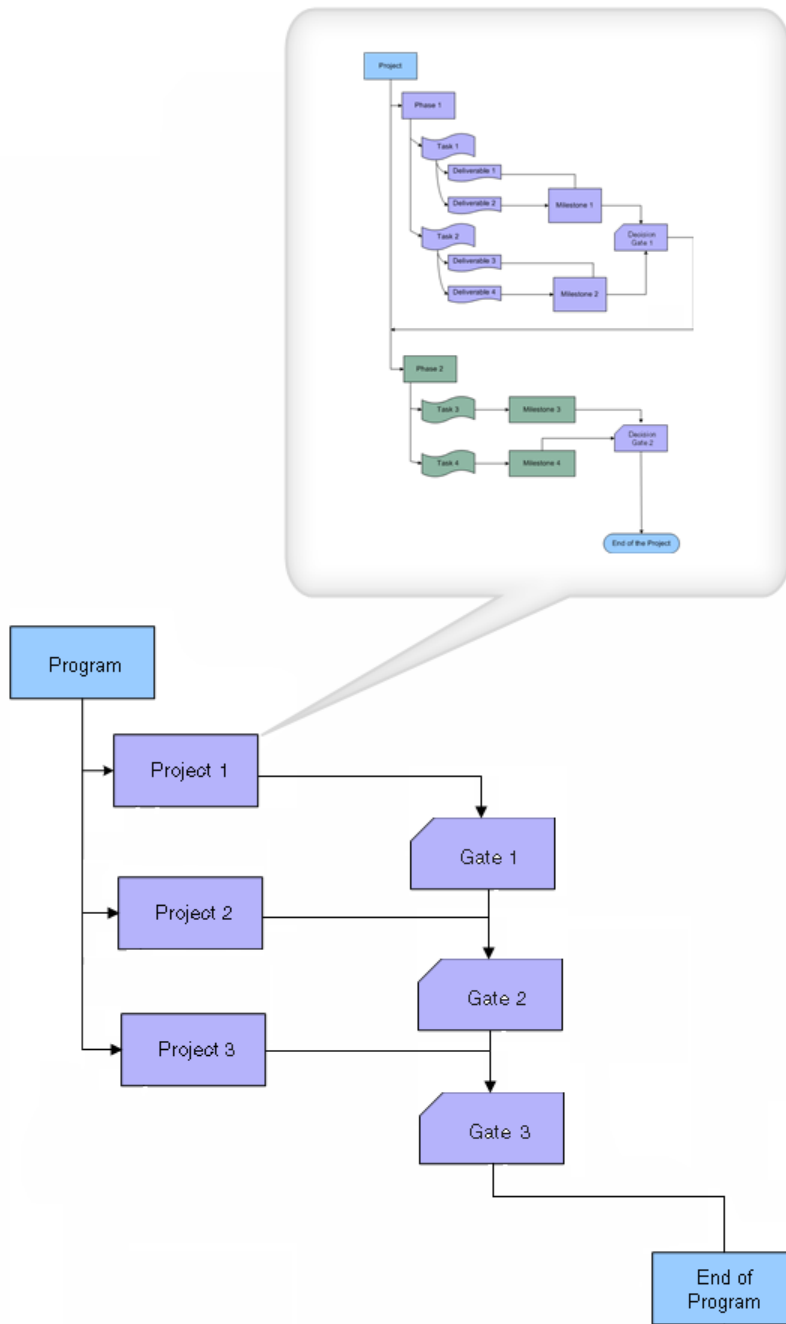 Project
Phase 1
Task 1
Deliverable 1
Deliverable 2
Milestone 1
Task 2
Decision
Gate 1
Deliverable 3
Deliverable 4
Milestone 2
Phase 2
Task 3
Milestone 3
Decision
Gate 2
Task 4
Milestone 4
End of the Project
Program
Project 1
Gate 1
Project 2
Gate 2
Project 3
Gate 3
End of
Program